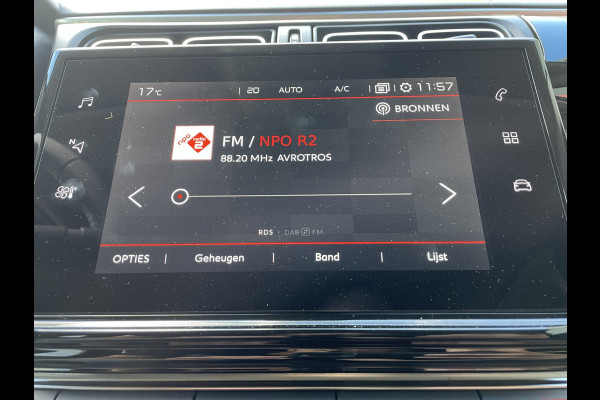 17°C 20 AUTO A/C 11:57
BRONNEN
npo radio 2
FM / NPO R2
88.20 MHz AVROTROS
N
RDS DAB FM
OPTIES Geheugen Band Lijst